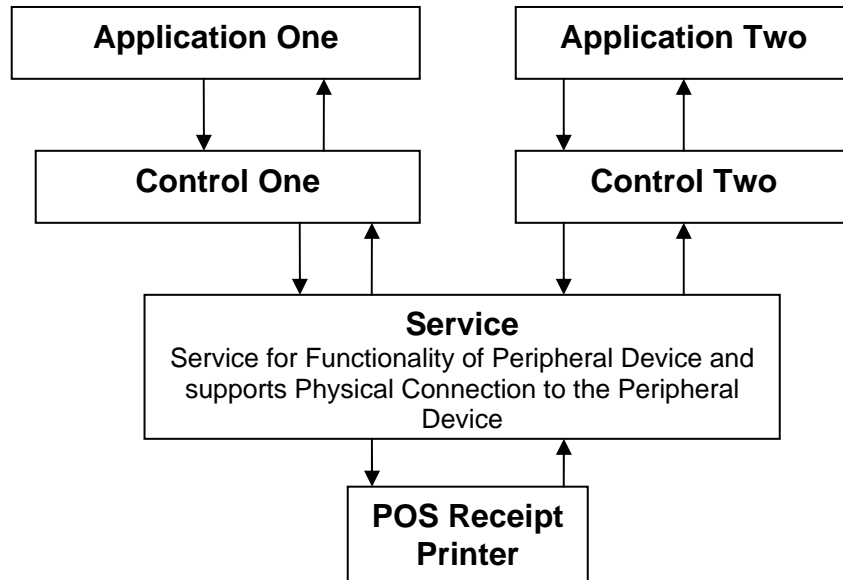 Application One
Application Two
Control One
Control Two
Service
Service for Functionality of Peripheral Device and
supports Physical Connection to the Peripheral
Device
POS Receipt
Printer